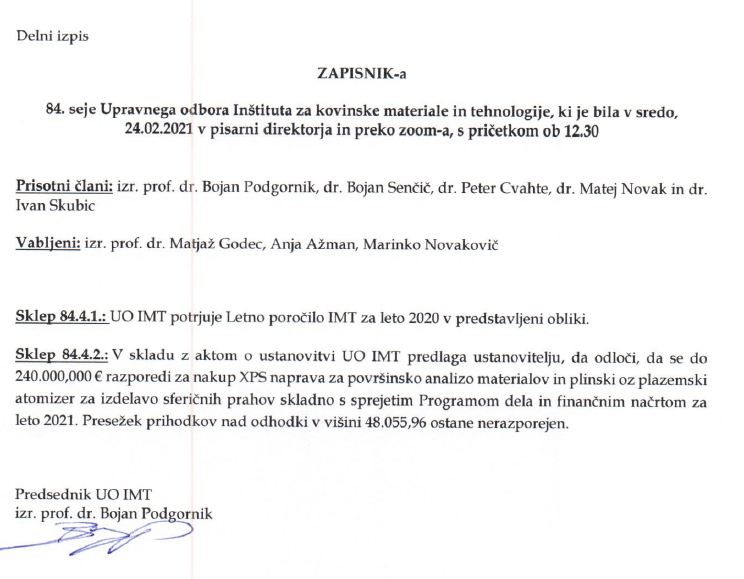 Delni izpis
ZAPISNIK-a
84. seje Upravnega odbora Inštituta za kovinske materiale in tehnologije, ki je bila v sredo,
24.02.2021 v pisarni direktorja in preko zoom-a, s pričetkom ob 12.30
Prisotni člani: izr. prof. dr. Bojan Podgornik, dr. Bojan Senčič, dr. Peter Cvahte, dr. Matej Novak in dr.
Ivan Skubic
Vabljeni: izr. prof. dr. Matjaž Godec, Anja Ažman, Marinko Novakovič
Sklep 84.4.1.: UO IMT potrjuje Letno poročilo IMT za leto 2020 v predstavljeni obliki.
Sklep 84.4.2.: V skladu z aktom o ustanovitvi UO IMT predlaga ustanovitelju, da odloči, da se do
240.000,000 € razporedi za nakup XPS naprava za površinsko analizo materialov in plinski oz plazemski
atomizer za izdelavo sferičnih prahov skladno s sprejetim Programom dela in finančnim načrtom za
leto 2021. Presežek prihodkov nad odhodki v višini 48.055,96 ostane nerazporejen.
Predsednik UO IMT
izr. prof. dr. Bojan Podgornik